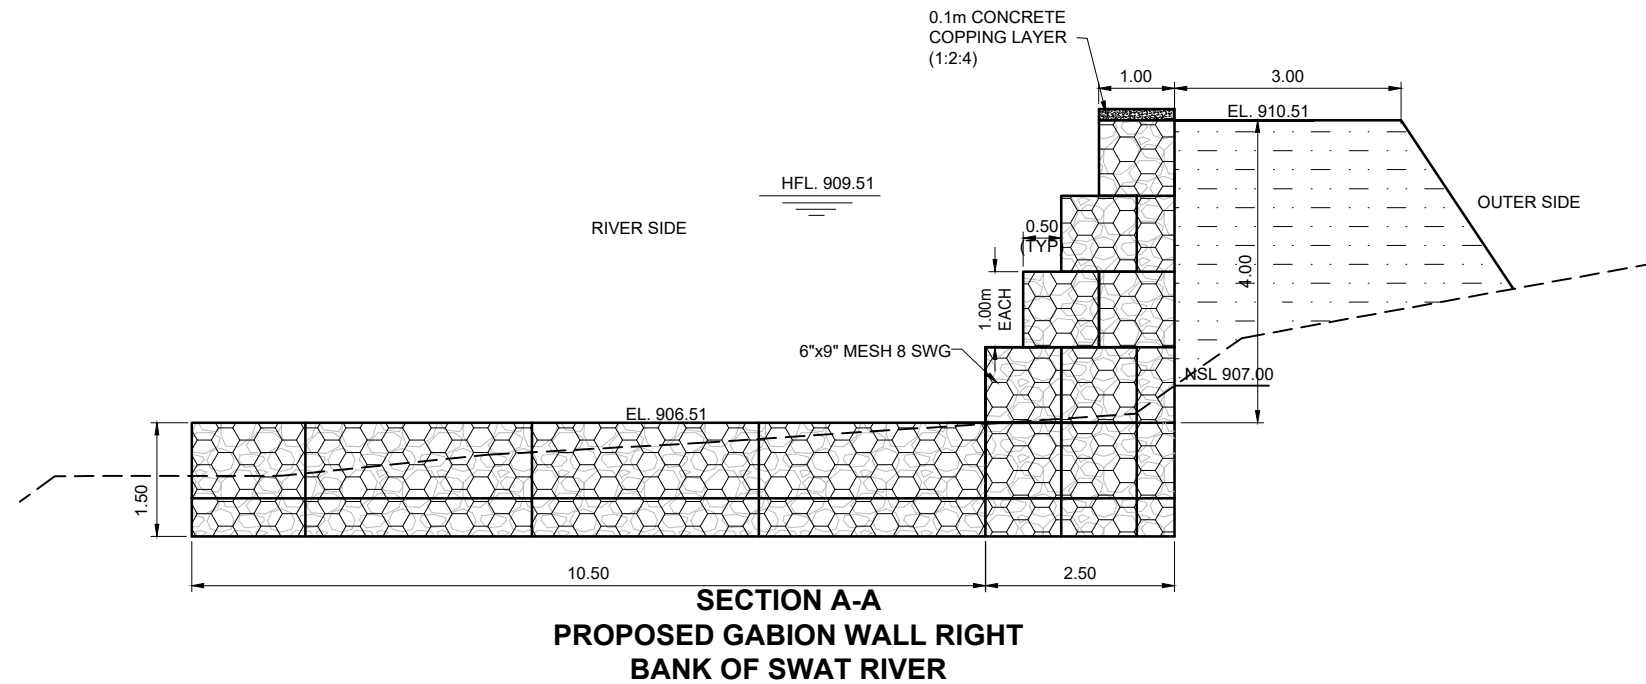 0.1m CONCRETE
COPPING LAYER
(1:2:4)
1.00
3.00
EL. 910.51
HFL. 909.51
RIVER SIDE
OUTER SIDE
0.50
(TYP
4.00
1.00m
EACH
6"x9" MESH 8 SWG
NSL 907.00
EL. 906.51
1.50
10.50
2.50
SECTION A-A
PROPOSED GABION WALL RIGHT
BANK OF SWAT RIVER